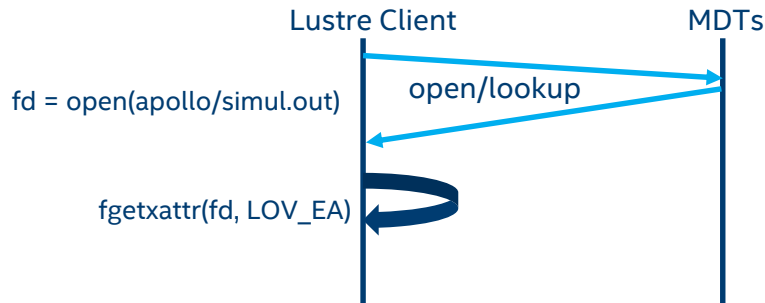 Lustre Client
MDTs
fd = open(apollo/simul.out)
open/lookup
fgetxattr(fd, LOV_EA)